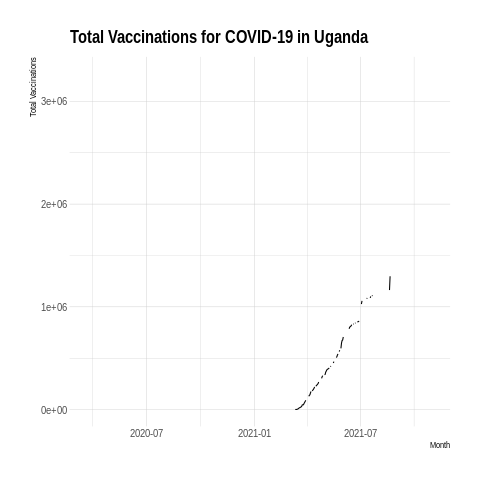 Total Vaccinations for COVID-19 in Uganda
Total Vaccinations
3e+06
2e+06
1e+06
0e+00
2020-07 2021-01 2021-07
Month